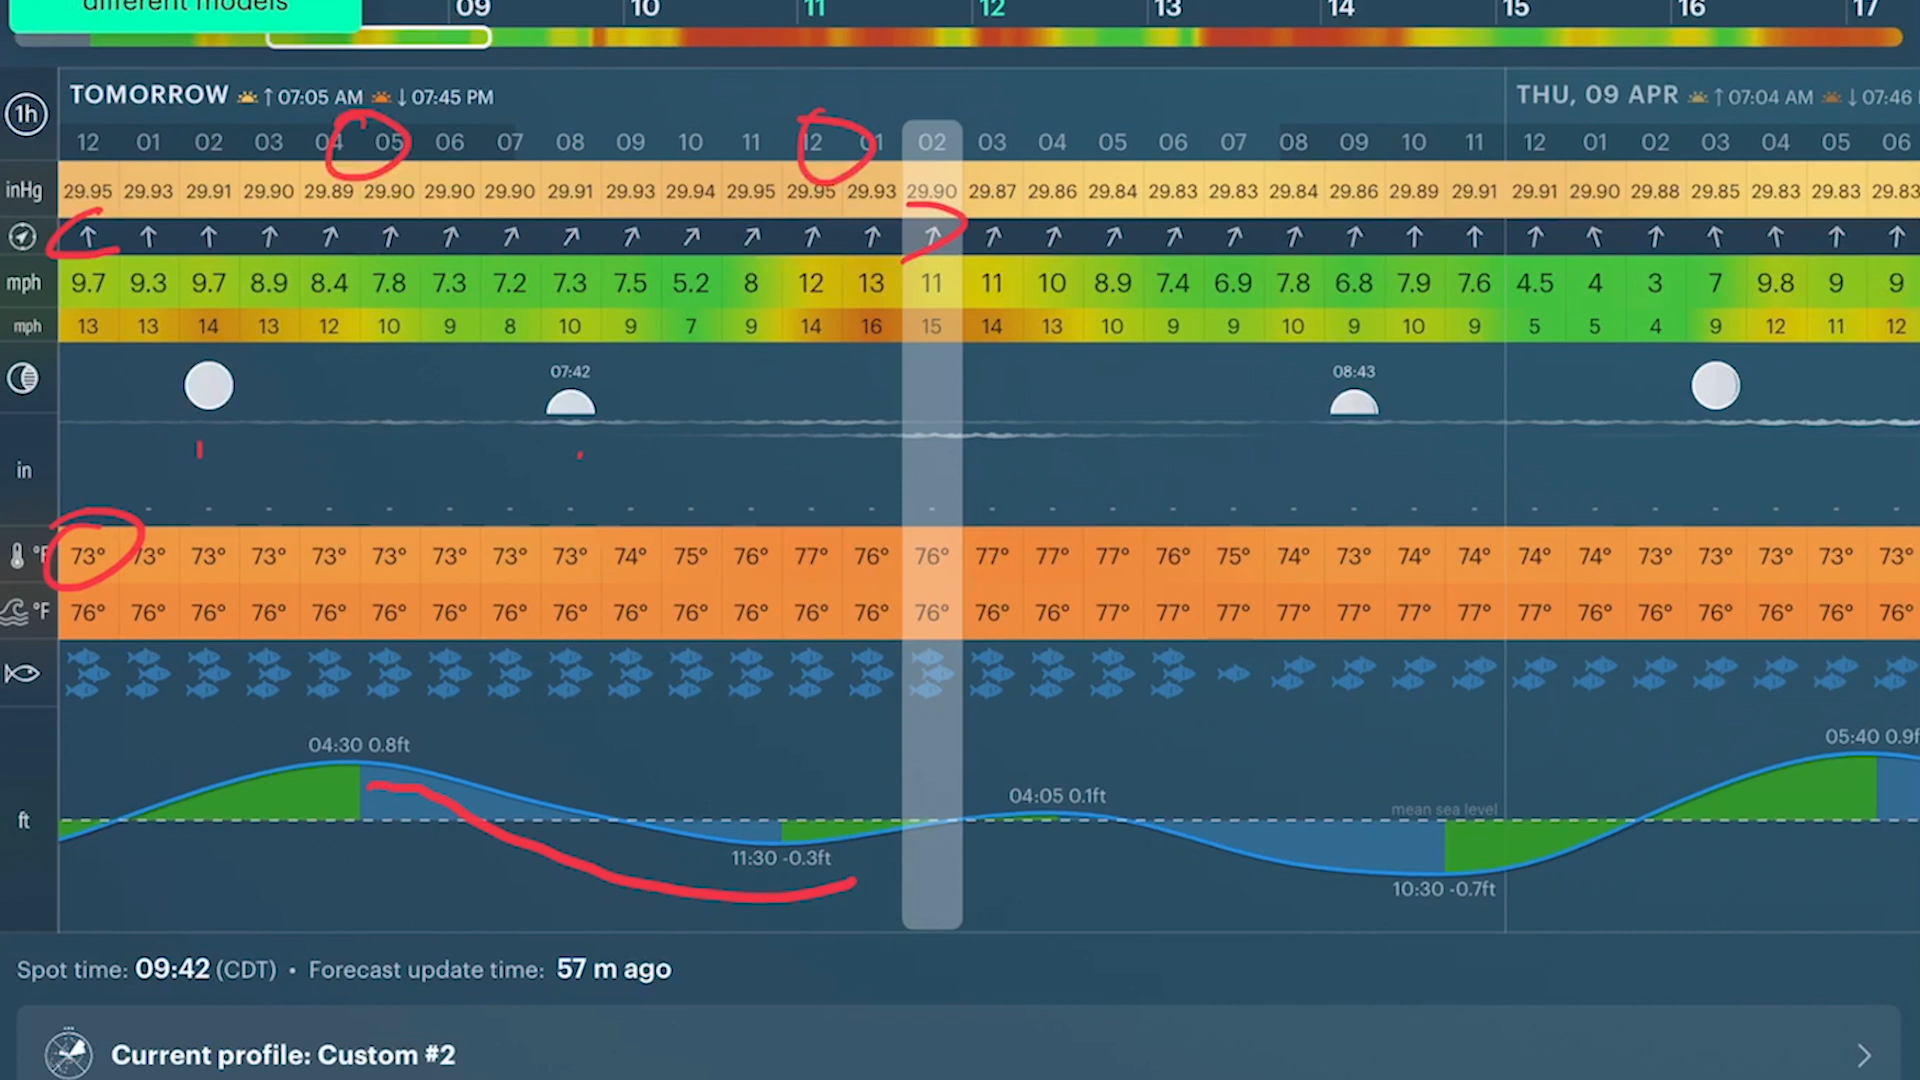 different models
09 10 11 12 13 14 15 16 17
1h
TOMORROW ↑ 07:05 AM ↓ 07:45 PM
THU, 09 APR ↑ 07:04 AM ↓ 07:46
12 01 02 03 04 05 06 07 08 09 10 11 12 01 02 03 04 05 06 07 08 09 10 11 12 01 02 03 04 05 06
inHg 29.95 29.93 29.91 29.90 29.89 29.90 29.90 29.90 29.91 29.93 29.94 29.95 29.95 29.93 29.90 29.87 29.86 29.84 29.83 29.83 29.84 29.86 29.89 29.91 29.91 29.90 29.88 29.85 29.83 29.83 29.83
mph 9.7 9.3 9.7 8.9 8.4 7.8 7.3 7.2 7.3 7.5 5.2 8 12 13 11 11 10 8.9 7.4 6.9 7.8 6.8 7.9 7.6 4.5 4 3 7 9.8 9 9
mph 13 13 14 13 12 10 9 8 10 9 7 9 14 16 15 14 13 10 9 9 10 9 10 9 5 5 4 9 12 11 12
07:42 08:43
in
°F 73° 73° 73° 73° 73° 73° 73° 73° 73° 74° 75° 76° 77° 76° 76° 77° 77° 77° 76° 75° 74° 73° 74° 74° 74° 74° 73° 73° 73° 73° 73°
°F 76° 76° 76° 76° 76° 76° 76° 76° 76° 76° 76° 76° 76° 76° 76° 76° 76° 77° 77° 77° 77° 77° 77° 77° 77° 76° 76° 76° 76° 76° 76°
04:30 0.8ft
04:05 0.1ft
05:40 0.9f
mean sea level
ft
11:30 -0.3ft
10:30 -0.7ft
Spot time: 09:42 (CDT) • Forecast update time: 57 m ago
Current profile: Custom #2